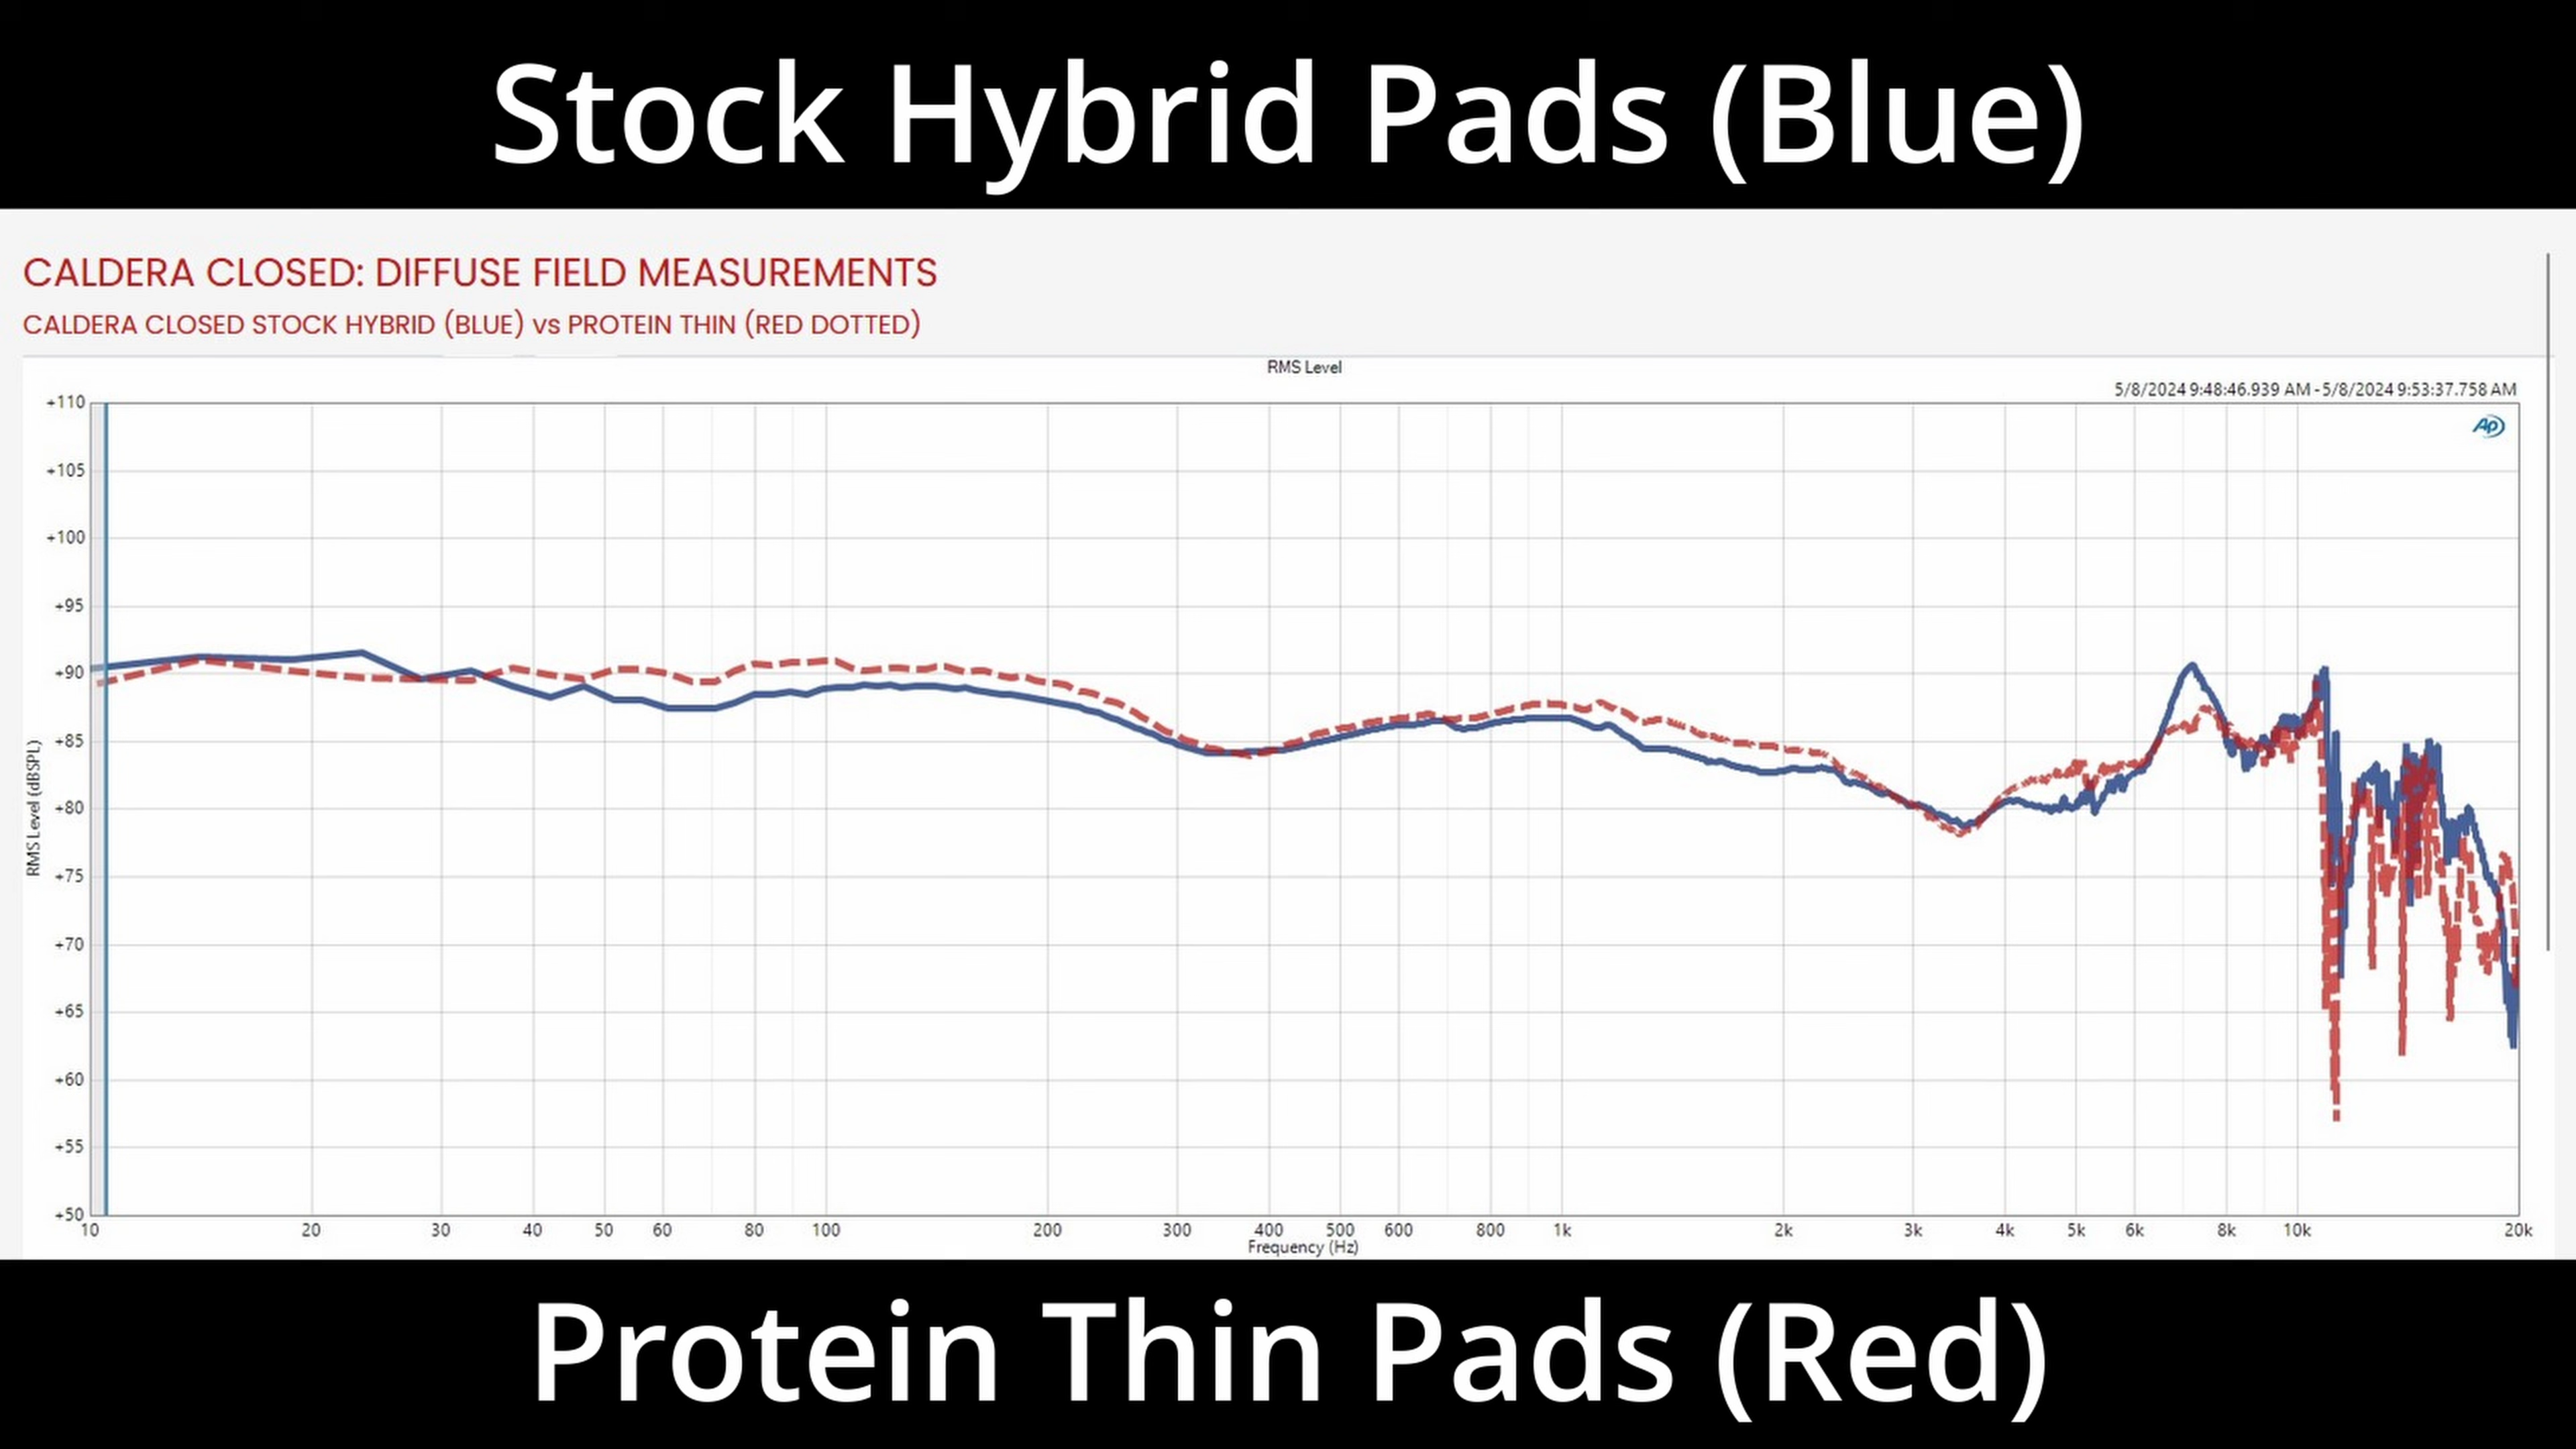 Stock Hybrid Pads (Blue)
CALDERA CLOSED: DIFFUSE FIELD MEASUREMENTS
CALDERA CLOSED STOCK HYBRID (BLUE) vs PROTEIN THIN (RED DOTTED)
RMS Level
5/8/2024 9:48:46.939 AM - 5/8/2024 9:53:37.758 AM
AP
+110
+105
+100
+95
+90
+85
+80
+75
+70
+65
+60
+55
+50
RMS Level (dBSPL)
10 20 30 40 50 60 80 100 200 300 400 500 600 800 1k 2k 3k 4k 5k 6k 8k 10k 20k
Frequency (Hz)
Protein Thin Pads (Red)